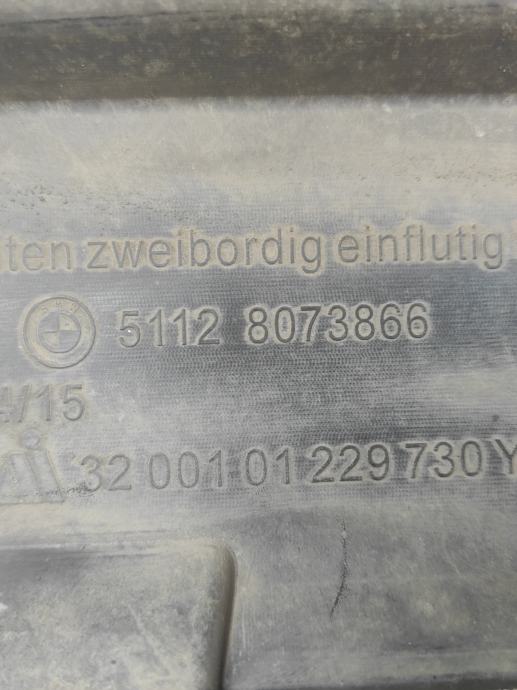 ten zweibordig einflutig
5112 8073866
/15
32 001 01 229 730 Y